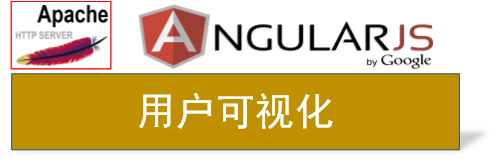 Apache
HTTP SERVER
ANGULARJS
by Google
用户可视化